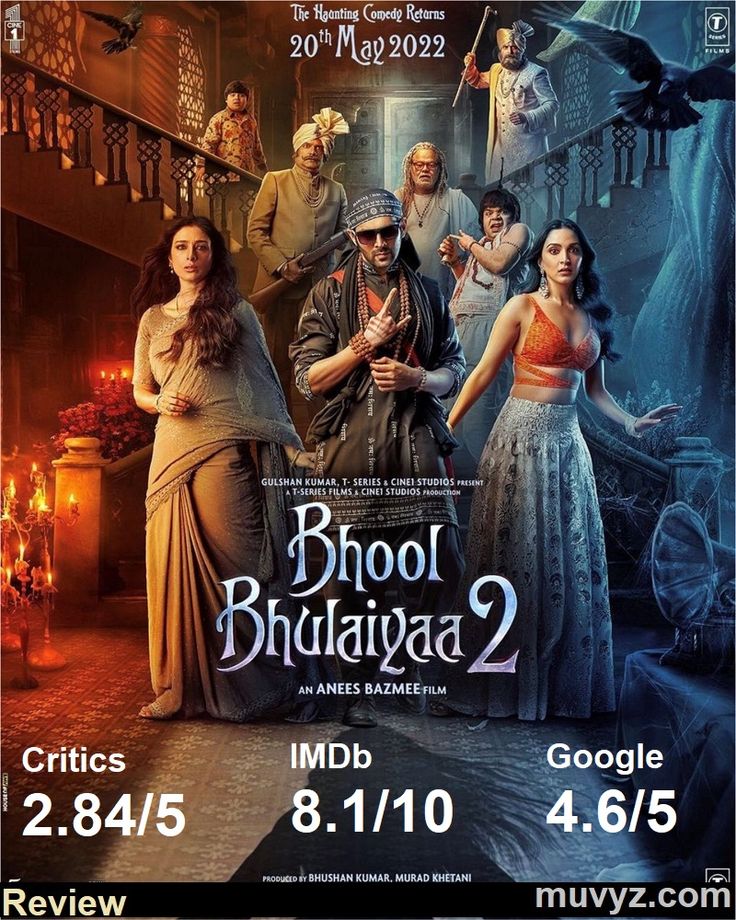 The Haunting Comedy Returns
20th May 2022
CINE 1
T
SERIES
FILMS
GULSHAN KUMAR, T- SERIES & CINE1 STUDIOS PRESENT
A T-SERIES FILMS & CINE1 STUDIOS PRODUCTION
Bhool
Bhulaiyaa 2
AN ANEES BAZMEE FILM
Critics
IMDb
Google
2.84/5
8.1/10
4.6/5
PRODUCED BY BHUSHAN KUMAR, MURAD KHETANI
Review
muvyz.com